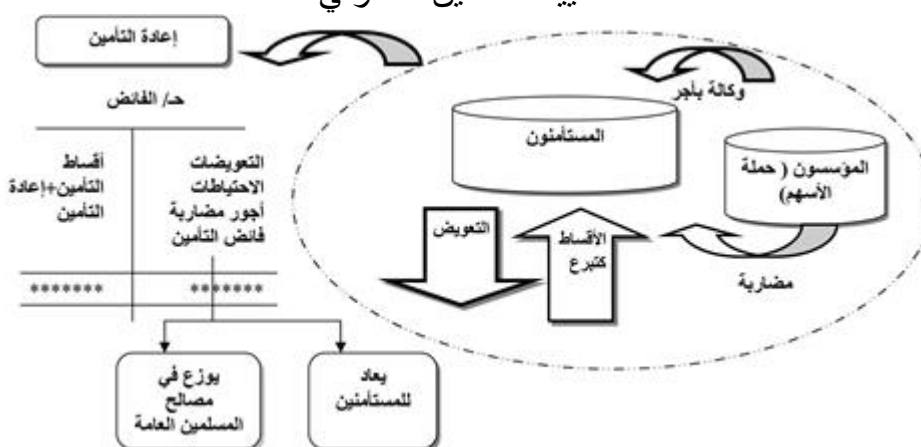 إعادة التأمين
حـ/ الفائض
أقساط
التأمين+إعادة
التأمين
التعويضات
الاحتياطات
أجور مضاربة
فائض التأمين
*******
*******
يوزع في
مصالح
المسلمين العامة
يعاد
للمستأمنين
وكالة بأجر
المستأمنون
المؤسسون ( حملة
الأسهم)
التعويض
الأقساط
كتبرع
مضاربة